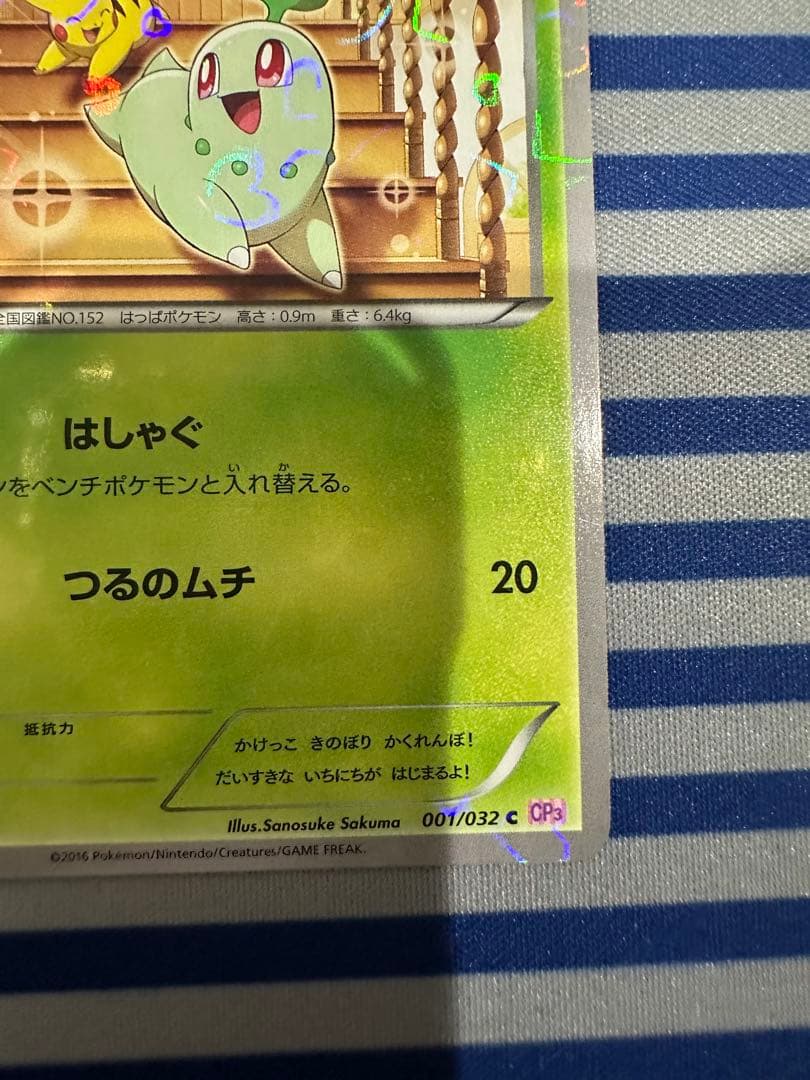 全国図鑑NO.152 はっぱポケモン 高さ:0.9m 重さ:6.4kg
はしゃぐ
ンをベンチポケモンと入れ替える。
つるのムチ 20
抵抗力
かけっこ きのぼり かくれんぼ!
だいすきな いちにちが はじまるよ!
Illus.Sanosuke Sakuma 001/032 C CP3
©2016 Pokémon/Nintendo/Creatures/GAME FREAK.